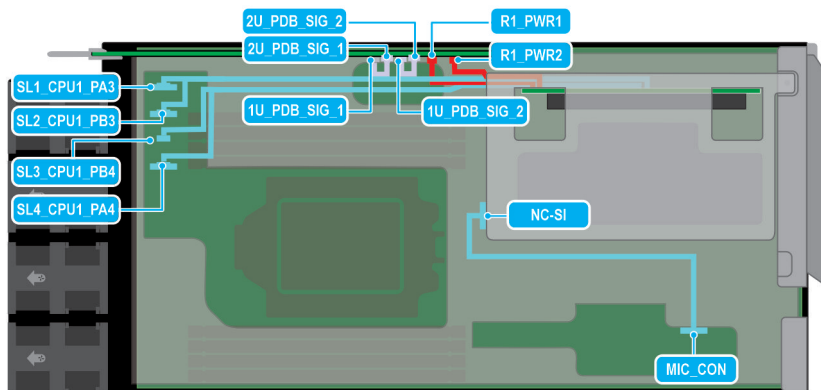 2U_PDB_SIG_2
R1_PWR1
2U_PDB_SIG_1
R1_PWR2
SL1_CPU1_PA3
1U_PDB_SIG_1
1U_PDB_SIG_2
SL2_CPU1_PB3
SL3_CPU1_PB4
SL4_CPU1_PA4
NC-SI
MIC_CON